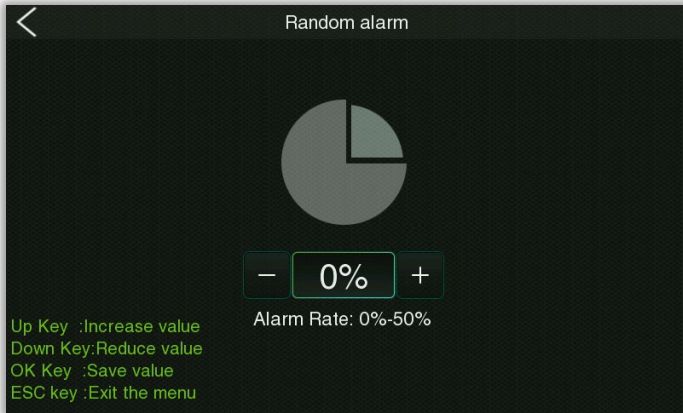 Random alarm
− 0% +
Alarm Rate: 0%-50%
Up Key :Increase value
Down Key:Reduce value
OK Key :Save value
ESC key :Exit the menu